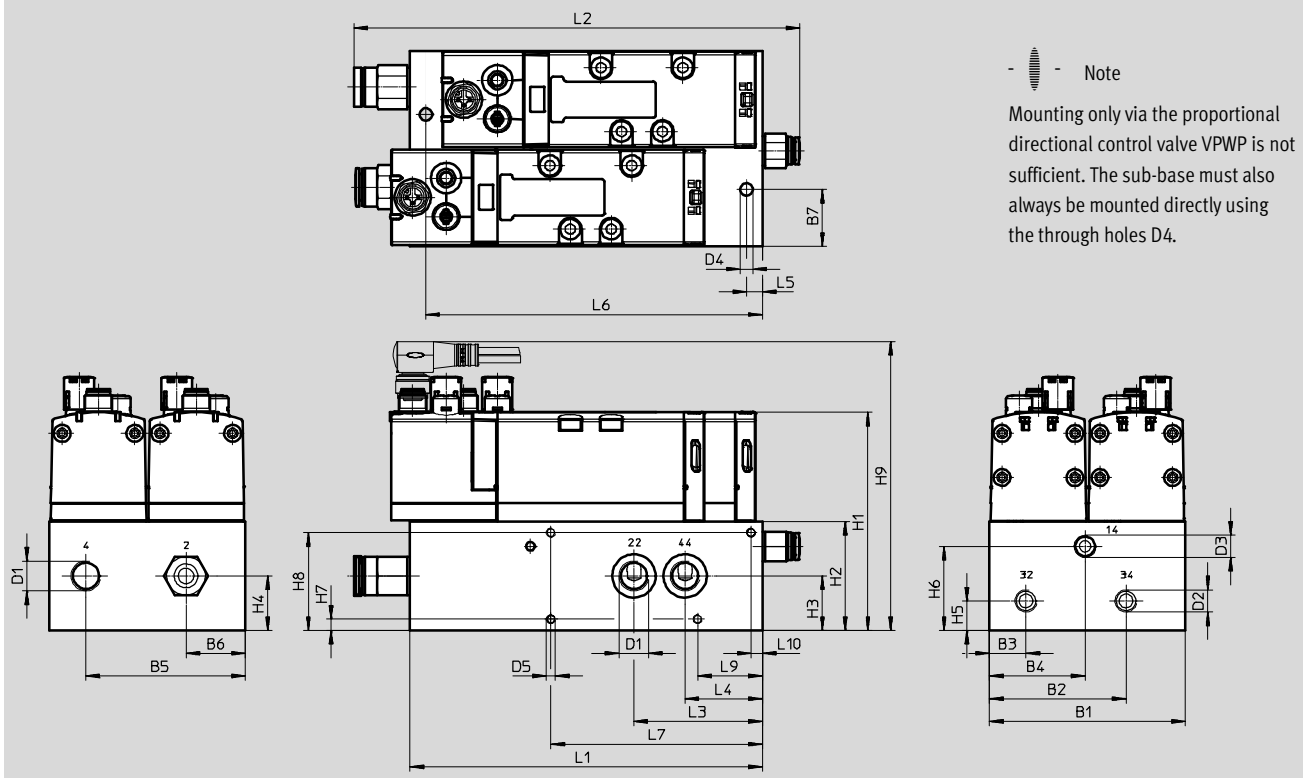 L2
- - Note
Mounting only via the proportional
directional control valve VPWP is not
sufficient. The sub-base must also
always be mounted directly using
the through holes D4.
B7
D4
L5
L6
4
2
D1
H4
B6
B5
22
44
H8
H7
D5
D1
L10
L9
L4
L3
L7
L1
H3
H2
H1
H9
14
32
34
D3
D2
H6
H5
B3
B4
B2
B1